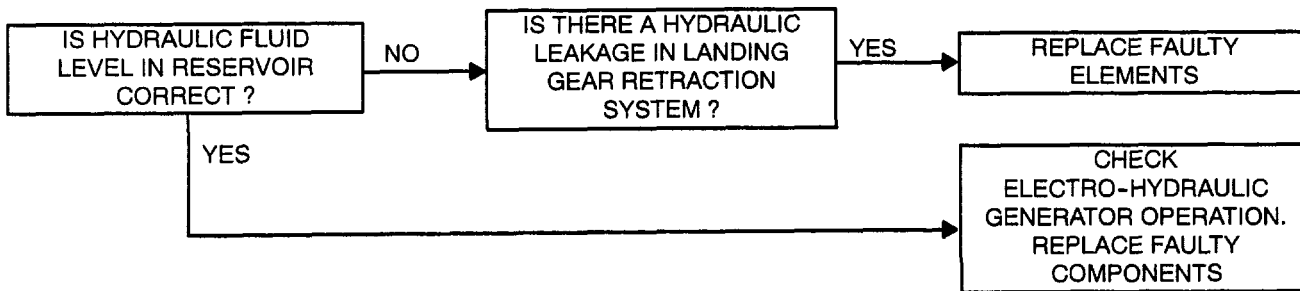 IS HYDRAULIC FLUID
LEVEL IN RESERVOIR
CORRECT ?
NO
IS THERE A HYDRAULIC
LEAKAGE IN LANDING
GEAR RETRACTION
SYSTEM ?
YES
REPLACE FAULTY
ELEMENTS
YES
CHECK
ELECTRO-HYDRAULIC
GENERATOR OPERATION.
REPLACE FAULTY
COMPONENTS